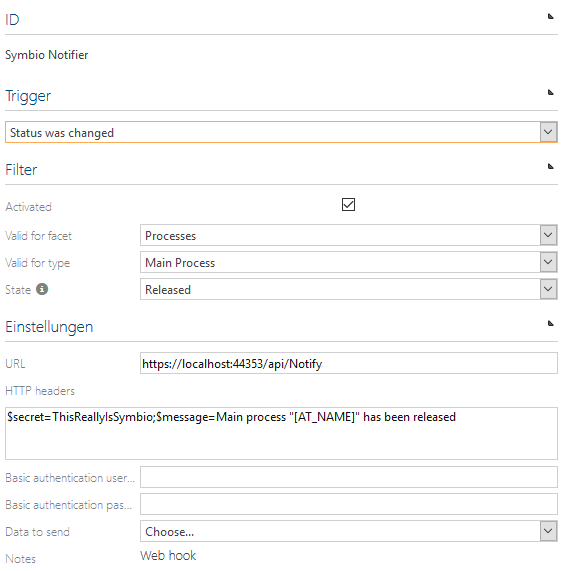 ID
Symbio Notifier
Trigger
Status was changed
Filter
Activated
Valid for facet Processes
Valid for type Main Process
State Released
Einstellungen
URL https://localhost:44353/api/Notify
HTTP headers
$secret=ThisReallyIsSymbio;$message=Main process "[AT_NAME]" has been released
Basic authentication user...
Basic authentication pas...
Data to send Choose...
Notes Web hook